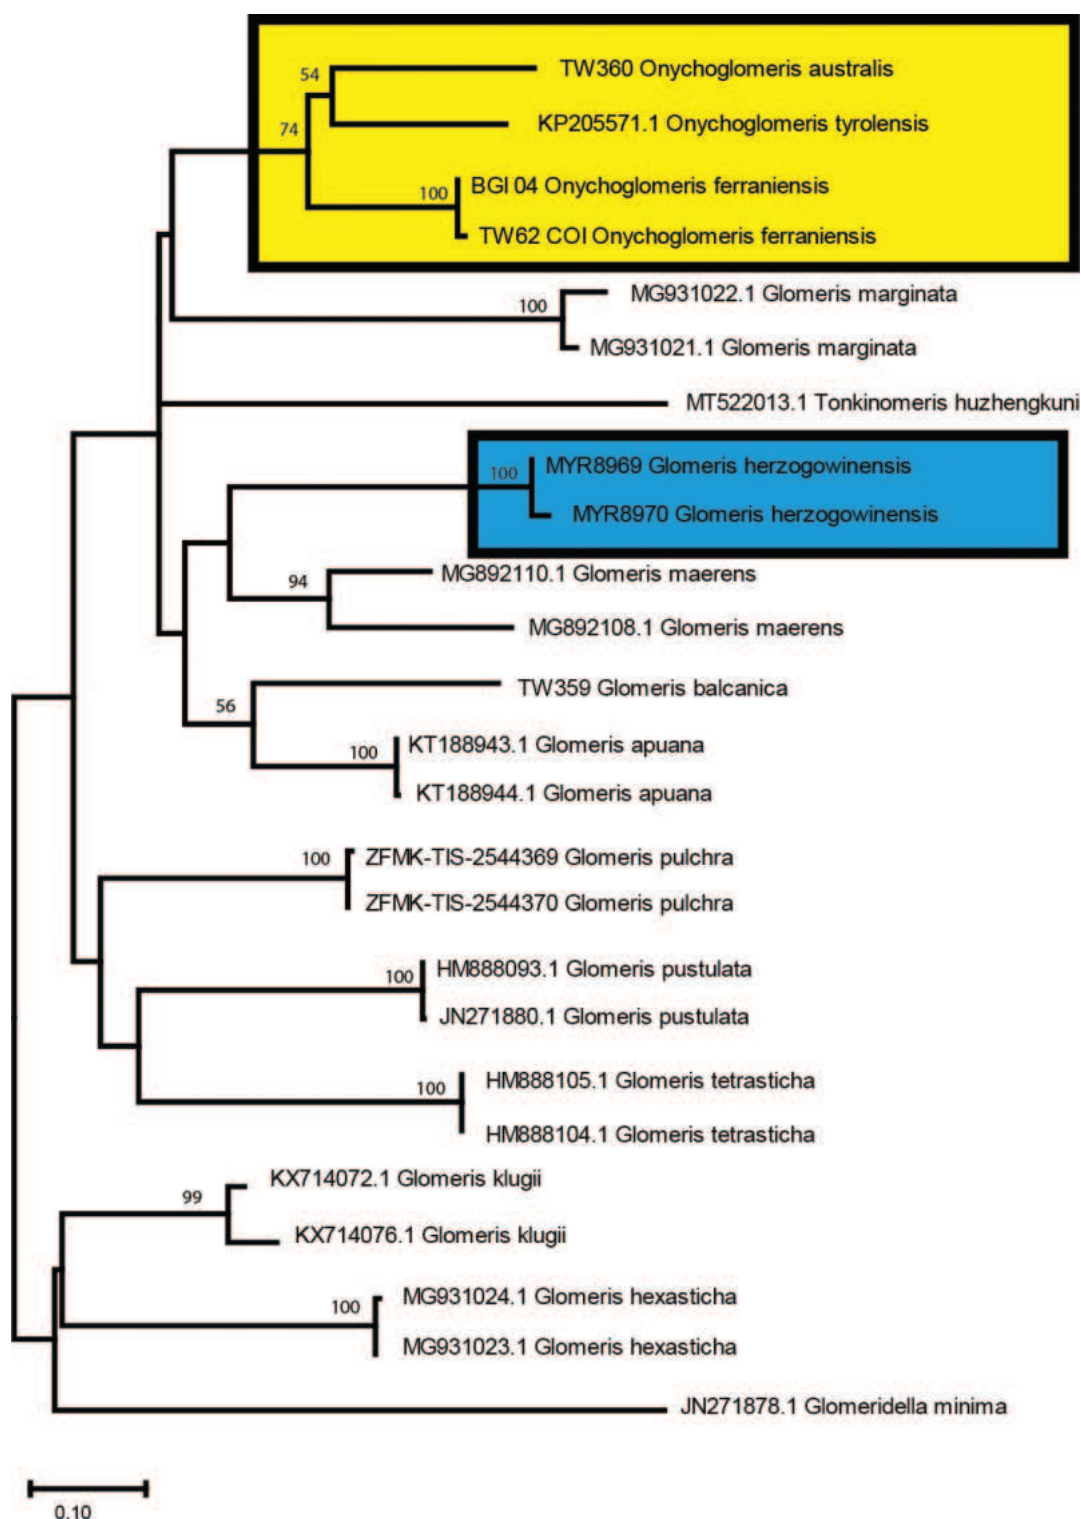 54
TW360 Onychoglomeris australis
KP205571.1 Onychoglomeris tyrolensis
74
BGI 04 Onychoglomeris ferraniensis
100
TW62 COI Onychoglomeris ferraniensis
MG931022.1 Glomeris marginata
100
MG931021.1 Glomeris marginata
MT522013.1 Tonkinomeris huzhengkuni
MYR8969 Glomeris herzogowinensis
100
MYR8970 Glomeris herzogowinensis
MG892110.1 Glomeris maerens
94
MG892108.1 Glomeris maerens
TW359 Glomeris balcanica
56
KT188943.1 Glomeris apuana
100
KT188944.1 Glomeris apuana
100
ZFMK-TIS-2544369 Glomeris pulchra
ZFMK-TIS-2544370 Glomeris pulchra
HM888093.1 Glomeris pustulata
100
JN271880.1 Glomeris pustulata
HM888105.1 Glomeris tetrasticha
100
HM888104.1 Glomeris tetrasticha
KX714072.1 Glomeris klugii
99
KX714076.1 Glomeris klugii
MG931024.1 Glomeris hexasticha
100
MG931023.1 Glomeris hexasticha
JN271878.1 Glomeridella minima
0.10